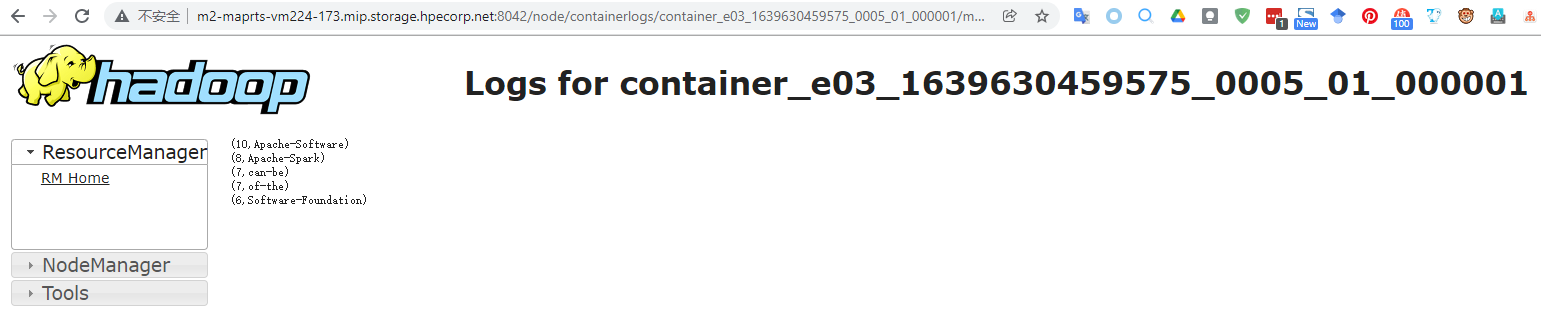 不安全
m2-maprts-vm224-173.mip.storage.hpecorp.net:8042/node/containerlogs/container_e03_1639630459575_0005_01_000001/m...
1
New
100
hadoop
Logs for container_e03_1639630459575_0005_01_000001
ResourceManager
RM Home
NodeManager
Tools
(10,Apache-Software)
(8,Apache-Spark)
(7,can-be)
(7,of-the)
(6,Software-Foundation)